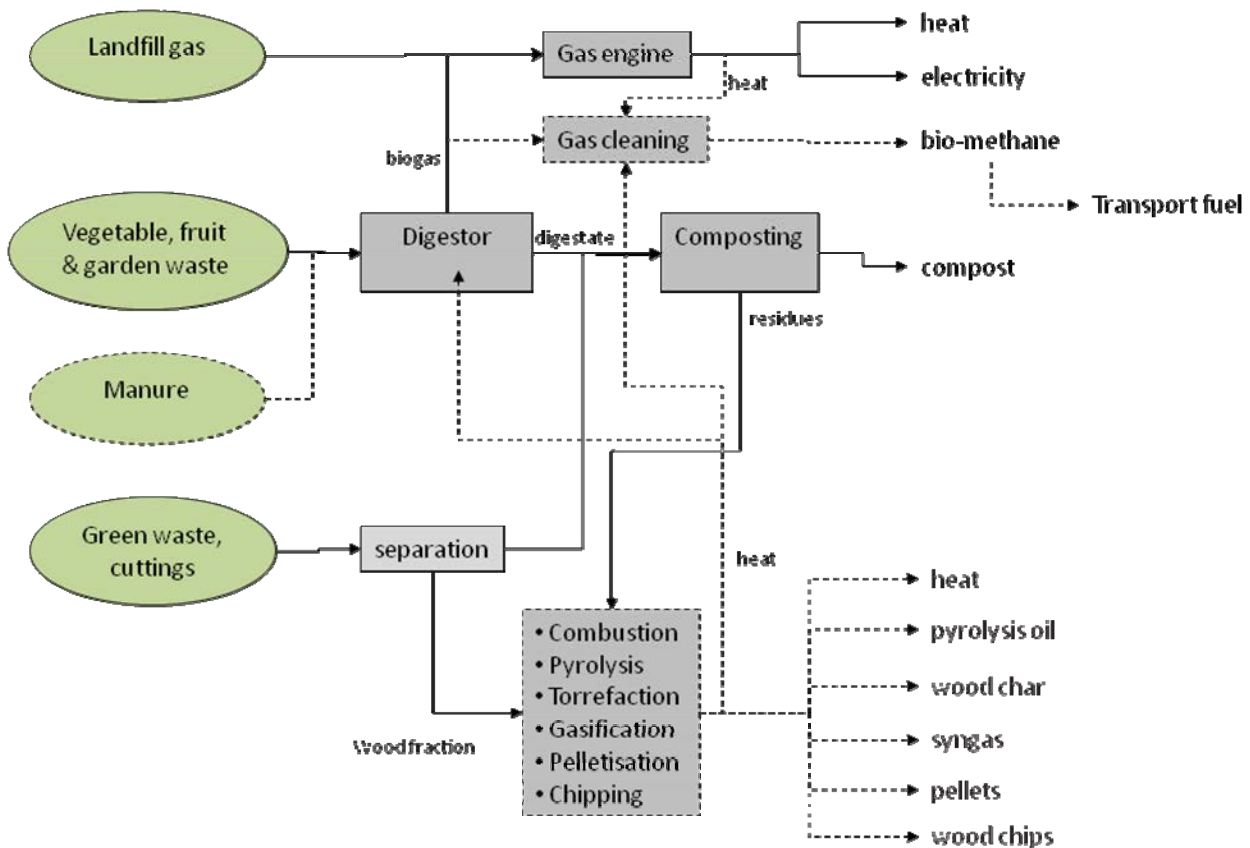 Landfill gas
Gas engine
heat
electricity
heat
Gas cleaning
bio-methane
biogas
Transport fuel
Vegetable, fruit
& garden waste
Digestor
digestate
Composting
compost
residues
Manure
Green waste,
cuttings
separation
heat
Wood fraction
• Combustion
• Pyrolysis
• Torrefaction
• Gasification
• Pelletisation
• Chipping
heat
pyrolysis oil
wood char
syngas
pellets
wood chips